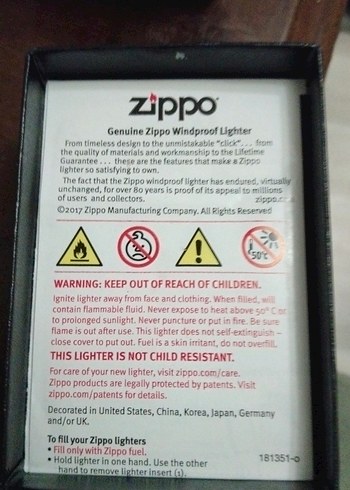 zippo
Genuine Zippo Windproof Lighter
From timeless design to the unmistakable "click". . . from
the quality of materials and workmanship to the Lifetime
Guarantee . . . these are the features that make a Zippo
lighter so satisfying to own.
The fact that the Zippo windproof lighter has endured, virtually
unchanged, for over 80 years is proof of its appeal to millions
of users and collectors.
©2017 Zippo Manufacturing Company. All Rights Reserved
50°C
WARNING: KEEP OUT OF REACH OF CHILDREN.
Ignite lighter away from face and clothing. When filled, will
contain flammable fluid. Never expose to heat above 50° C or
to prolonged sunlight. Never puncture or put in fire. Be sure
flame is out after use. This lighter does not self-extinguish –
close cover to put out. Fuel is a skin irritant, do not overfill.
THIS LIGHTER IS NOT CHILD RESISTANT.
For care of your new lighter, visit zippo.com/care.
Zippo products are legally protected by patents. Visit
zippo.com/patents for details.
Decorated in United States, China, Korea, Japan, Germany
and/or UK.
To fill your Zippo lighters
• Fill only with Zippo fuel.
• Hold lighter in one hand. Use the other
hand to remove lighter insert (1).
181351-0